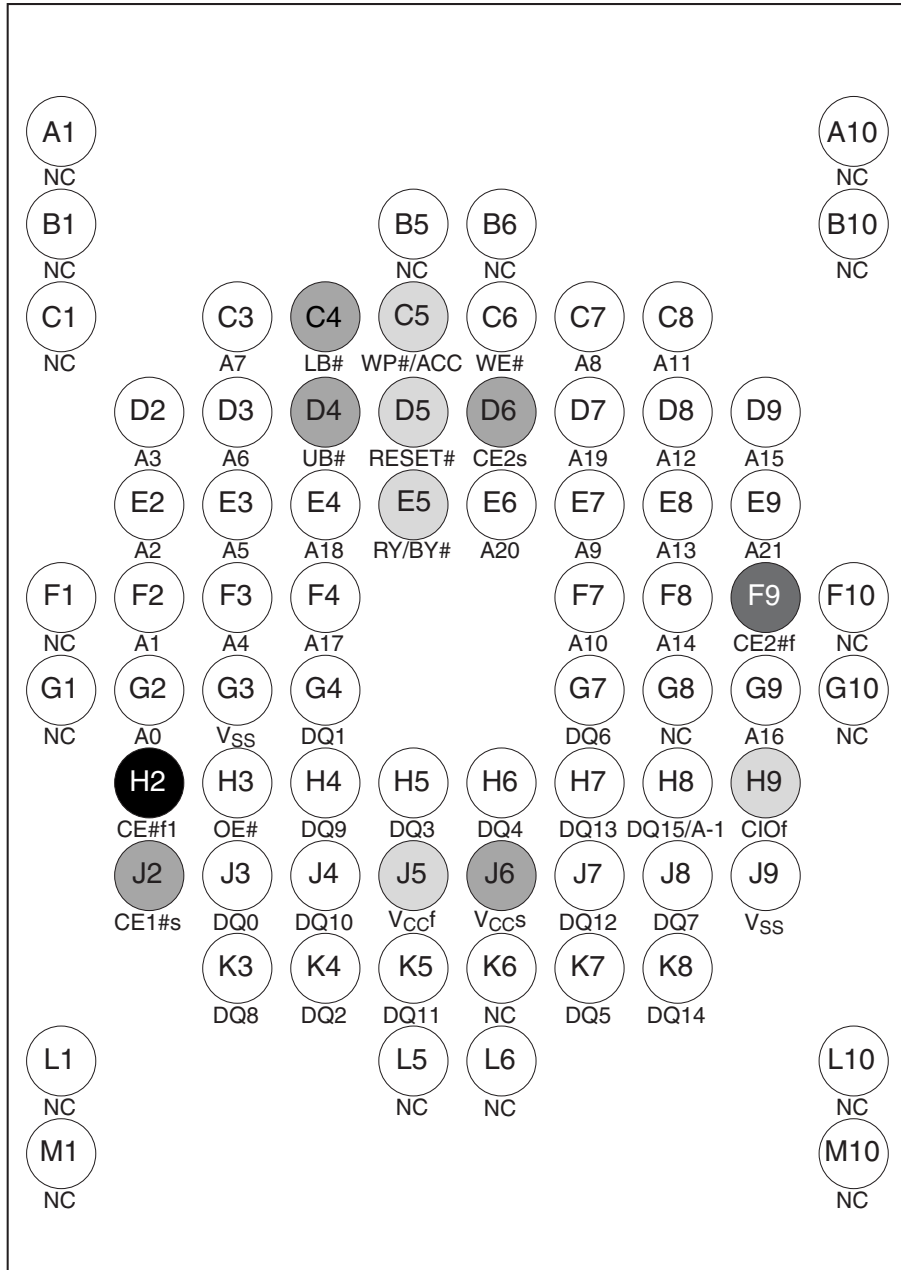 A1 A10
NC NC
B1 B5 B6 B10
NC NC NC NC
C1 C3 C4 C5 C6 C7 C8
NC A7 LB# WP#/ACC WE# A8 A11
D2 D3 D4 D5 D6 D7 D8 D9
A3 A6 UB# RESET# CE2s A19 A12 A15
E2 E3 E4 E5 E6 E7 E8 E9
A2 A5 A18 RY/BY# A20 A9 A13 A21
F1 F2 F3 F4 F7 F8 F9 F10
NC A1 A4 A17 A10 A14 CE2#f NC
G1 G2 G3 G4 G7 G8 G9 G10
NC A0 VSS DQ1 DQ6 NC A16 NC
H2 H3 H4 H5 H6 H7 H8 H9
CE#f1 OE# DQ9 DQ3 DQ4 DQ13 DQ15/A-1 CIOf
J2 J3 J4 J5 J6 J7 J8 J9
CE1#s DQ0 DQ10 VCCf VCCs DQ12 DQ7 VSS
K3 K4 K5 K6 K7 K8
DQ8 DQ2 DQ11 NC DQ5 DQ14
L1 L5 L6 L10
NC NC NC NC
M1 M10
NC NC